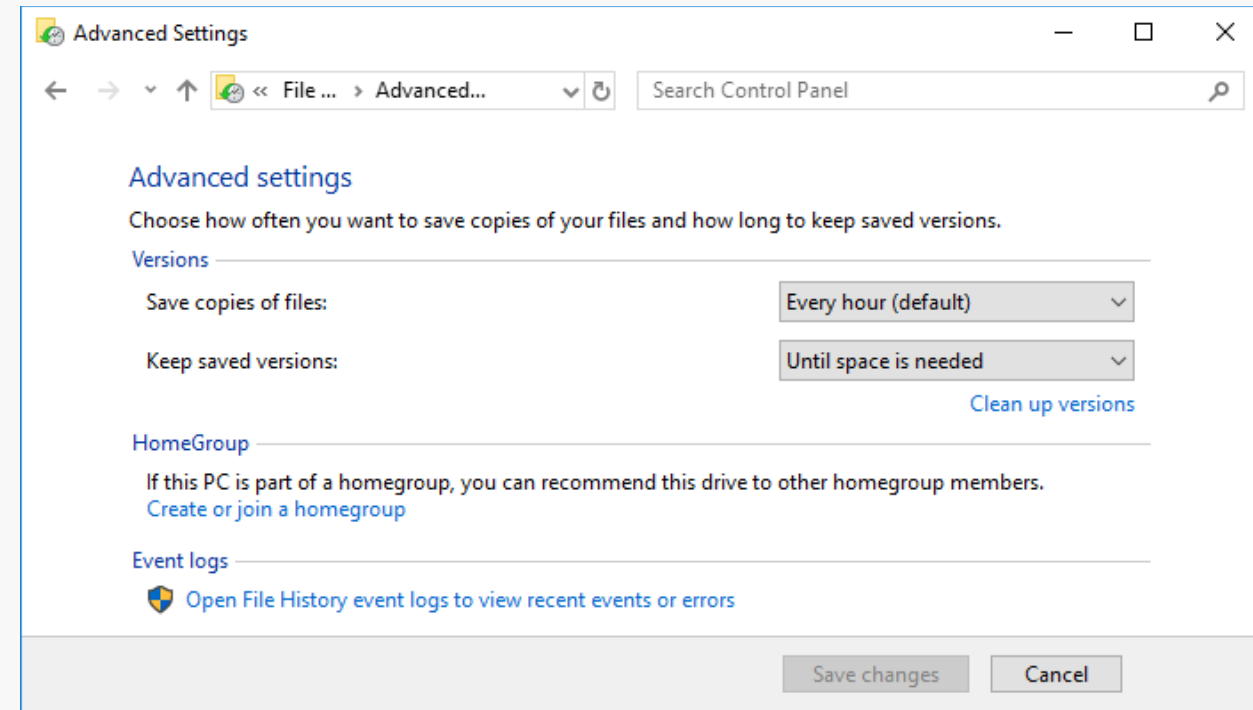 Advanced Settings
« File ... > Advanced...
Search Control Panel
Advanced settings
Choose how often you want to save copies of your files and how long to keep saved versions.
Versions
Save copies of files:
Every hour (default)
Keep saved versions:
Until space is needed
Clean up versions
HomeGroup
If this PC is part of a homegroup, you can recommend this drive to other homegroup members.
Create or join a homegroup
Event logs
Open File History event logs to view recent events or errors
Save changes
Cancel